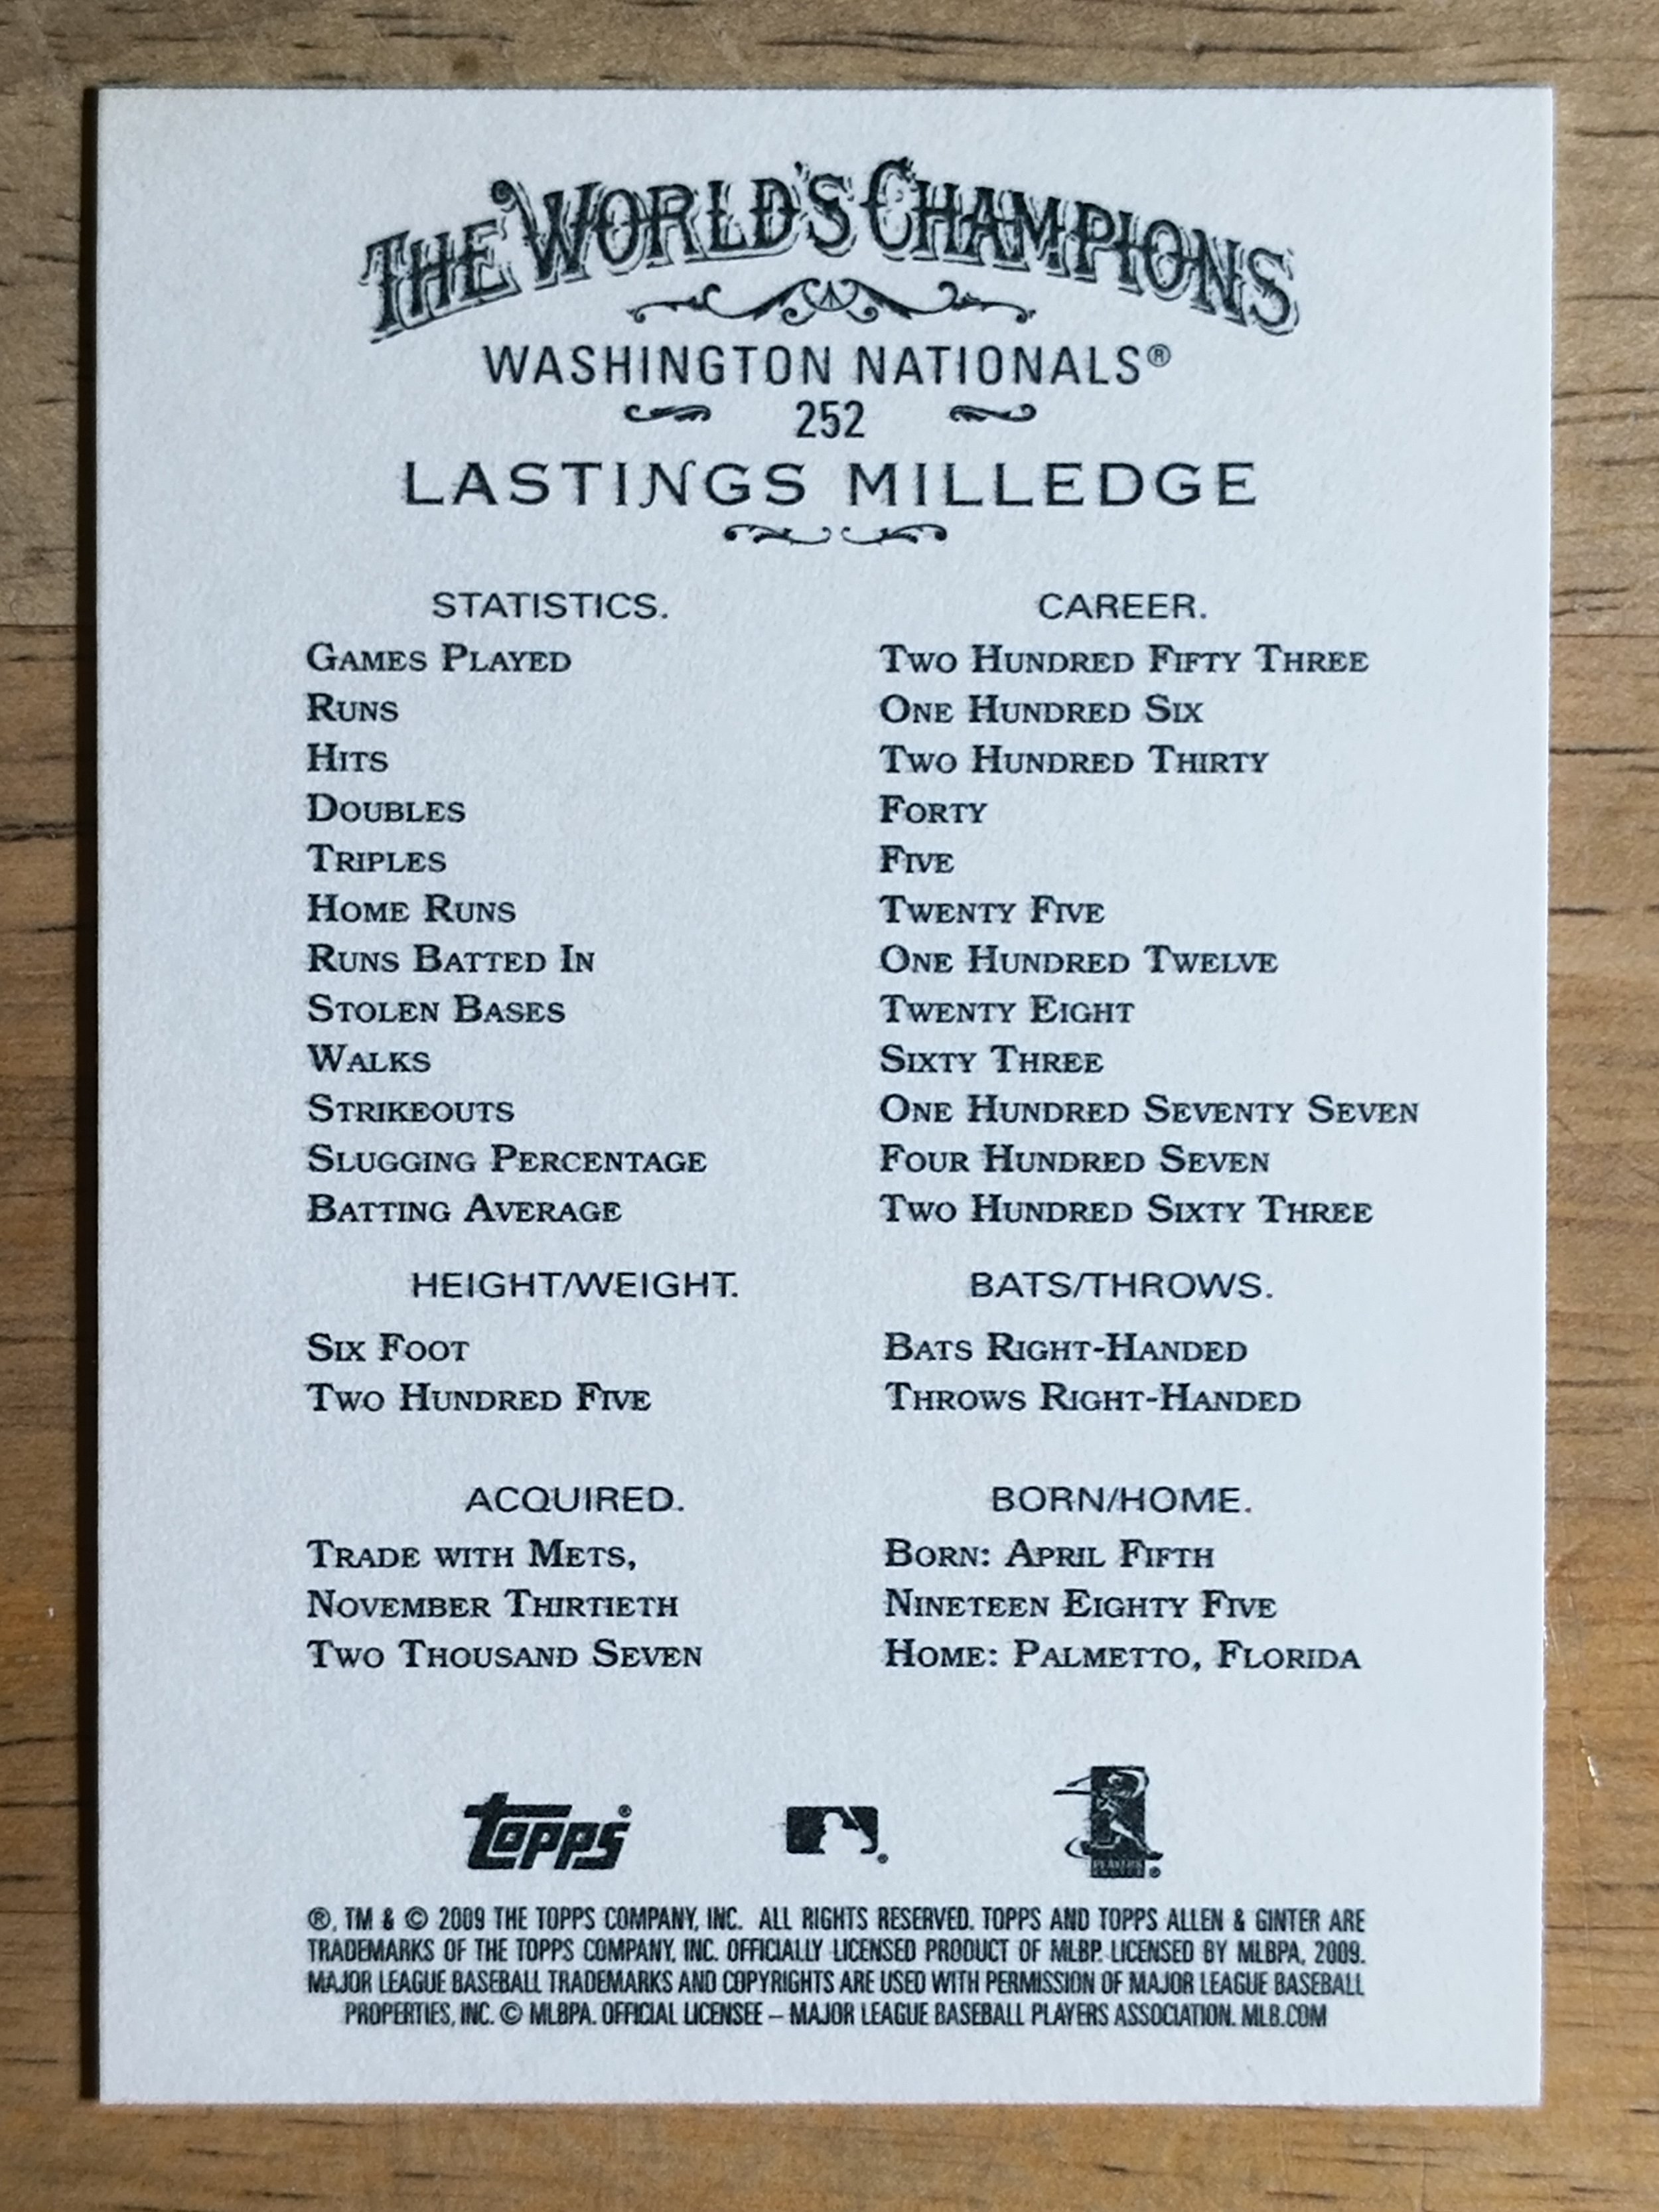 THE WORLD'S CHAMPIONS
WASHINGTON NATIONALS®
252
LASTINGS MILLEDGE
STATISTICS. CAREER.
GAMES PLAYED TWO HUNDRED FIFTY THREE
RUNS ONE HUNDRED SIX
HITS TWO HUNDRED THIRTY
DOUBLES FORTY
TRIPLES FIVE
HOME RUNS TWENTY FIVE
RUNS BATTED IN ONE HUNDRED TWELVE
STOLEN BASES TWENTY EIGHT
WALKS SIXTY THREE
STRIKEOUTS ONE HUNDRED SEVENTY SEVEN
SLUGGING PERCENTAGE FOUR HUNDRED SEVEN
BATTING AVERAGE TWO HUNDRED SIXTY THREE
HEIGHT/WEIGHT. BATS/THROWS.
SIX FOOT BATS RIGHT-HANDED
TWO HUNDRED FIVE THROWS RIGHT-HANDED
ACQUIRED. BORN/HOME.
TRADE WITH METS, BORN: APRIL FIFTH
NOVEMBER THIRTIETH NINETEEN EIGHTY FIVE
TWO THOUSAND SEVEN HOME: PALMETTO, FLORIDA
topps®
®, TM & © 2009 THE TOPPS COMPANY, INC. ALL RIGHTS RESERVED. TOPPS AND TOPPS ALLEN & GINTER ARE
TRADEMARKS OF THE TOPPS COMPANY, INC. OFFICIALLY LICENSED PRODUCT OF MLBP. LICENSED BY MLBPA, 2009.
MAJOR LEAGUE BASEBALL TRADEMARKS AND COPYRIGHTS ARE USED WITH PERMISSION OF MAJOR LEAGUE BASEBALL
PROPERTIES, INC. © MLBPA. OFFICIAL LICENSEE – MAJOR LEAGUE BASEBALL PLAYERS ASSOCIATION. MLB.COM